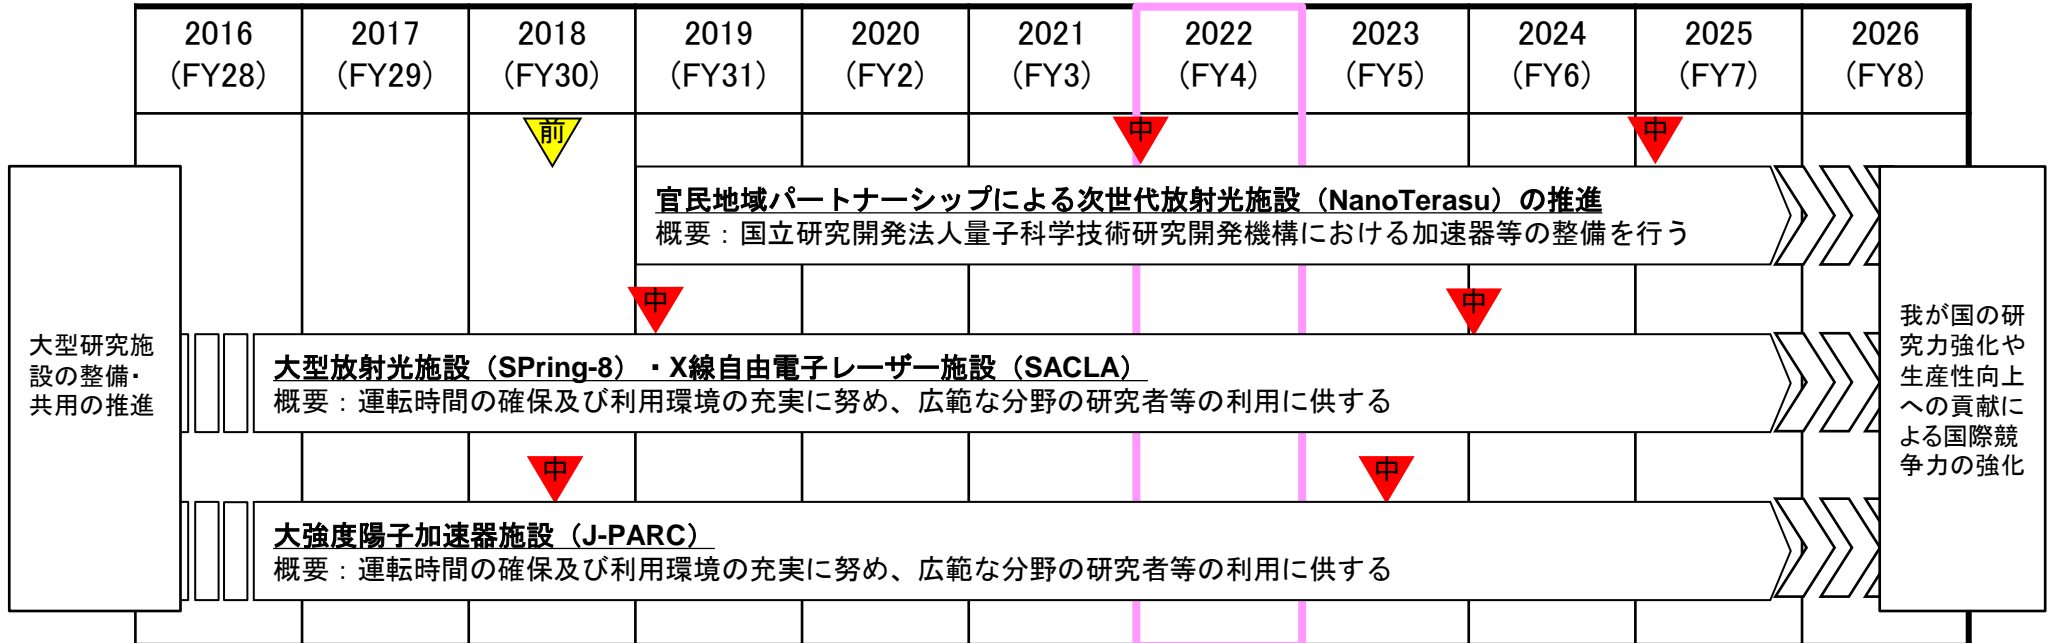 2016 2017 2018 2019 2020 2021 2022 2023 2024 2025 2026
(FY28) (FY29) (FY30) (FY31) (FY2) (FY3) (FY4) (FY5) (FY6) (FY7) (FY8)
前 中 中
官民地域パートナーシップによる次世代放射光施設（NanoTerasu）の推進
概要：国立研究開発法人量子科学技術研究開発機構における加速器等の整備を行う
中 中
大型放射光施設（SPring-8）・X線自由電子レーザー施設（SACLA）
概要：運転時間の確保及び利用環境の充実に努め、広範な分野の研究者等の利用に供する
中 中
大強度陽子加速器施設（J-PARC）
概要：運転時間の確保及び利用環境の充実に努め、広範な分野の研究者等の利用に供する
大型研究施
設の整備・
共用の推進
我が国の研
究力強化や
生産性向上
への貢献に
よる国際競
争力の強化